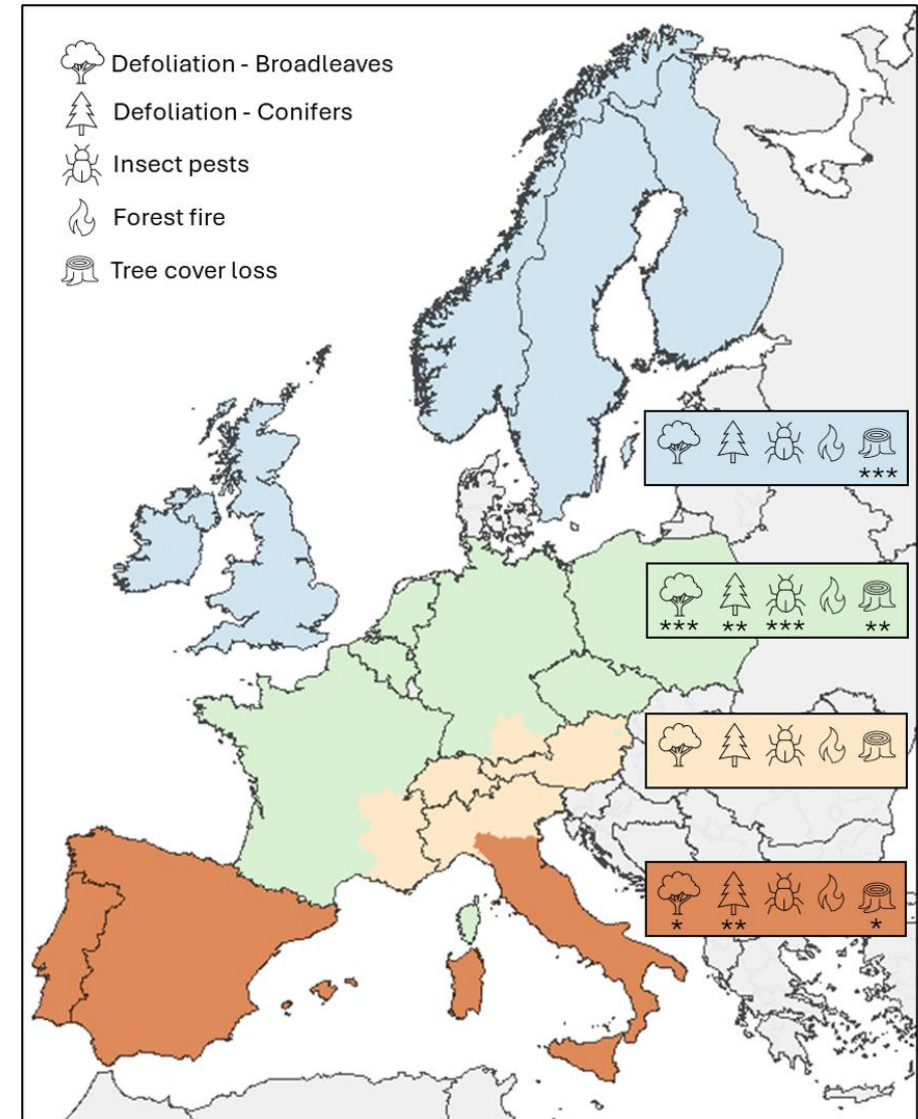 Defoliation - Broadleaves
Defoliation - Conifers
Insect pests
Forest fire
Tree cover loss
***
*** ** *** **
* ** *